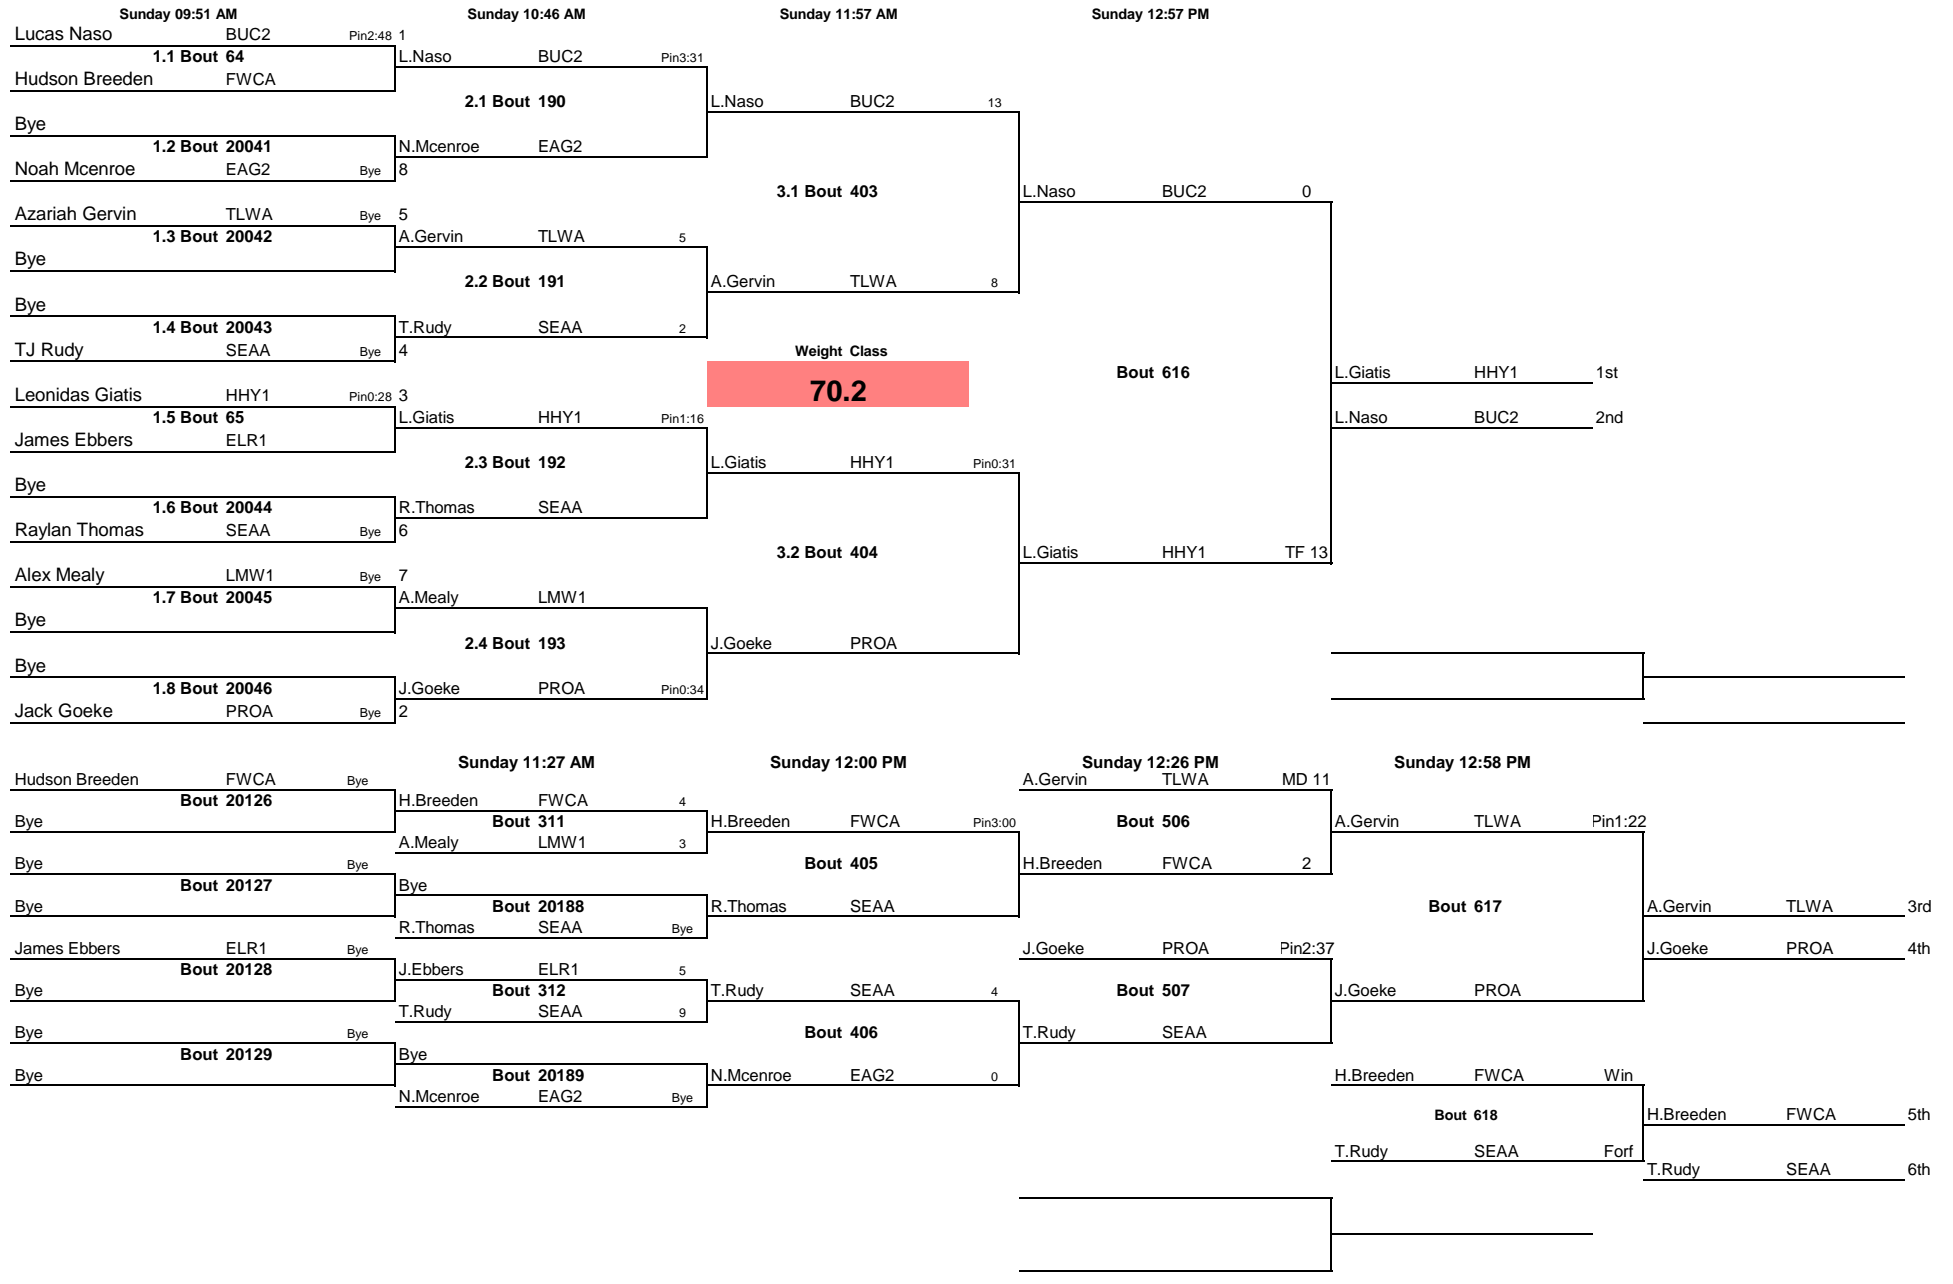 Sunday 09:51 AM Sunday 10:46 AM Sunday 11:57 AM Sunday 12:57 PM
Lucas Naso BUC2 Pin2:48 1
1.1 Bout 64 L.Naso BUC2 Pin3:31
Hudson Breeden FWCA
2.1 Bout 190 L.Naso BUC2 13
Bye
1.2 Bout 20041 N.Mcenroe EAG2
Noah Mcenroe EAG2 Bye 8
3.1 Bout 403 L.Naso BUC2 0
Azariah Gervin TLWA Bye 5
1.3 Bout 20042 A.Gervin TLWA 5
Bye
2.2 Bout 191 A.Gervin TLWA 8
Bye
1.4 Bout 20043 T.Rudy SEAA 2
TJ Rudy SEAA Bye 4 Weight Class
Bout 616 L.Giatis HHY1 1st
70.2
Leonidas Giatis HHY1 Pin0:28 3
1.5 Bout 65 L.Giatis HHY1 Pin1:16 L.Naso BUC2 2nd
James Ebbers ELR1
2.3 Bout 192 L.Giatis HHY1 Pin0:31
Bye
1.6 Bout 20044 R.Thomas SEAA
Raylan Thomas SEAA Bye 6
3.2 Bout 404 L.Giatis HHY1 TF 13
Alex Mealy LMW1 Bye 7
1.7 Bout 20045 A.Mealy LMW1
Bye
2.4 Bout 193 J.Goeke PROA
Bye
1.8 Bout 20046 J.Goeke PROA Pin0:34
Jack Goeke PROA Bye 2
Sunday 11:27 AM Sunday 12:00 PM Sunday 12:26 PM Sunday 12:58 PM
Hudson Breeden FWCA Bye A.Gervin TLWA MD 11
Bout 20126 H.Breeden FWCA 4
Bye Bout 311 H.Breeden FWCA Pin3:00 Bout 506 A.Gervin TLWA Pin1:22
A.Mealy LMW1 3
Bye Bye Bout 405 H.Breeden FWCA 2
Bout 20127 Bye
Bye Bout 20188 R.Thomas SEAA Bout 617 A.Gervin TLWA 3rd
R.Thomas SEAA Bye
James Ebbers ELR1 Bye J.Goeke PROA Pin2:37 J.Goeke PROA 4th
Bout 20128 J.Ebbers ELR1 5
Bye Bout 312 T.Rudy SEAA 4 Bout 507 J.Goeke PROA
T.Rudy SEAA 9
Bye Bye Bout 406 T.Rudy SEAA
Bout 20129 Bye
Bye Bout 20189 N.Mcenroe EAG2 0 H.Breeden FWCA Win
N.Mcenroe EAG2 Bye
Bout 618 H.Breeden FWCA 5th
T.Rudy SEAA Forf
T.Rudy SEAA 6th